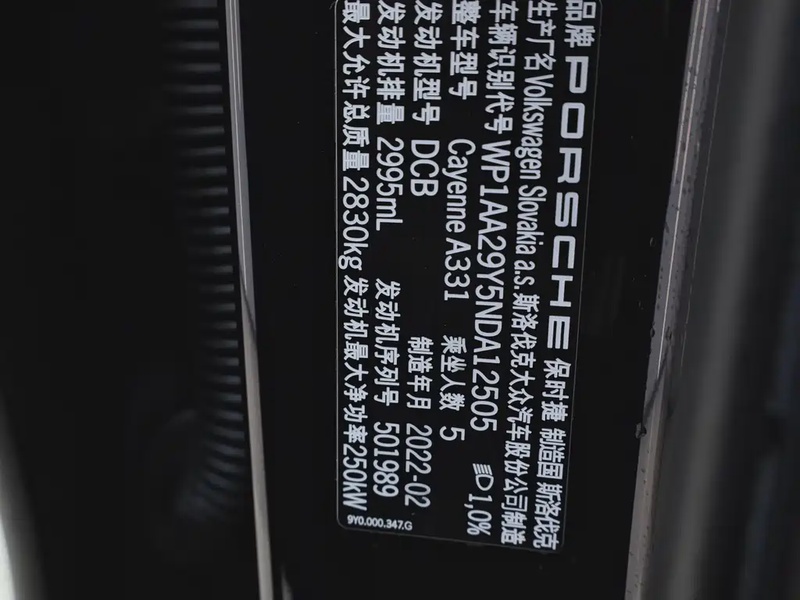 品牌 PORSCHE 保时捷 制造国 斯洛伐克
生产厂名 Volkswagen Slovakia a.s. 斯洛伐克大众汽车股份公司制造
车辆识别代号 WP1AA29Y5NDA12505 1,0%
整车型号 Cayenne A331 乘坐人数 5
发动机型号 DCB 制造年月 2022-02
发动机排量 2995mL 发动机序列号 501989
最大允许总质量 2830kg 发动机最大净功率 250kW
9Y0.000.347.G